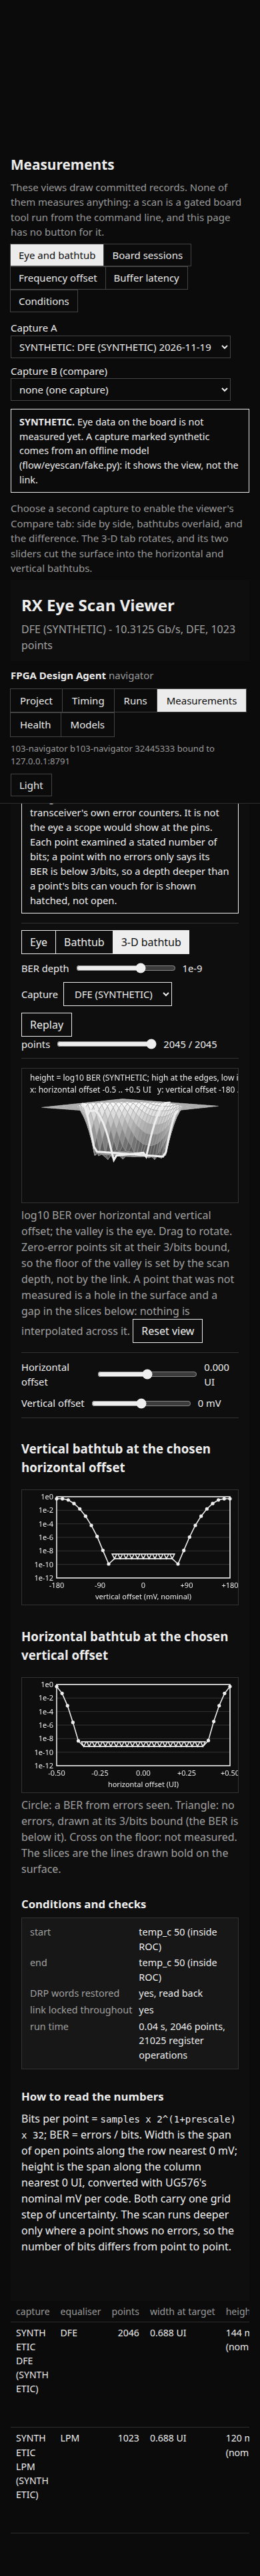 Measurements
These views draw committed records. None of
them measures anything: a scan is a gated board
tool run from the command line, and this page
has no button for it.
Eye and bathtub
Board sessions
Frequency offset
Buffer latency
Conditions
Capture A
SYNTHETIC: DFE (SYNTHETIC) 2026-11-19
Capture B (compare)
none (one capture)
SYNTHETIC. Eye data on the board is not
measured yet. A capture marked synthetic
comes from an offline model
(flow/eyescan/fake.py): it shows the view, not the
link.
Choose a second capture to enable the viewer's
Compare tab: side by side, bathtubs overlaid, and
the difference. The 3-D tab rotates, and its two
sliders cut the surface into the horizontal and
vertical bathtubs.
RX Eye Scan Viewer
DFE (SYNTHETIC) - 10.3125 Gb/s, DFE, 1023
points
FPGA Design Agent navigator
Project
Timing
Runs
Measurements
Health
Models
103-navigator b103-navigator 32445333 bound to
127.0.0.1:8791
Light
transceiver's own error counters. It is not
the eye a scope would show at the pins.
Each point examined a stated number of
bits; a point with no errors only says its
BER is below 3/bits, so a depth deeper than
a point's bits can vouch for is shown
hatched, not open.
Eye
Bathtub
3-D bathtub
BER depth
1e-9
Capture
DFE (SYNTHETIC)
Replay
points
2045 / 2045
height = log10 BER (SYNTHETIC; high at the edges, low i
x: horizontal offset -0.5 .. +0.5 UI y: vertical offset -180
log10 BER over horizontal and vertical
offset; the valley is the eye. Drag to rotate.
Zero-error points sit at their 3/bits bound,
so the floor of the valley is set by the scan
depth, not by the link. A point that was not
measured is a hole in the surface and a
gap in the slices below: nothing is
interpolated across it.
Reset view
Horizontal
offset
0.000
UI
Vertical offset
0 mV
Vertical bathtub at the chosen
horizontal offset
1e0
1e-2
1e-4
1e-6
1e-8
1e-10
1e-12
-180
-90
0
+90
+180
vertical offset (mV, nominal)
Horizontal bathtub at the chosen
vertical offset
1e0
1e-2
1e-4
1e-6
1e-8
1e-10
1e-12
-0.50
-0.25
0.00
+0.25
+0.50
horizontal offset (UI)
Circle: a BER from errors seen. Triangle: no
errors, drawn at its 3/bits bound (the BER is
below it). Cross on the floor: not measured.
The slices are the lines drawn bold on the
surface.
Conditions and checks
start
temp_c 50 (inside
ROC)
end
temp_c 50 (inside
ROC)
DRP words restored
yes, read back
link locked throughout
yes
run time
0.04 s, 2046 points,
21025 register
operations
How to read the numbers
Bits per point = samples x 2^(1+prescale)
x 32; BER = errors / bits. Width is the span
of open points along the row nearest 0 mV;
height is the span along the column
nearest 0 UI, converted with UG576's
nominal mV per code. Both carry one grid
step of uncertainty. The scan runs deeper
only where a point shows no errors, so the
number of bits differs from point to point.
capture
equaliser
points
width at target
heigh
SYNTH
ETIC
DFE
(SYNTH
ETIC)
DFE
2046
0.688 UI
144 m
(nom
SYNTH
ETIC
LPM
(SYNTH
ETIC)
LPM
1023
0.688 UI
120 m
(nom